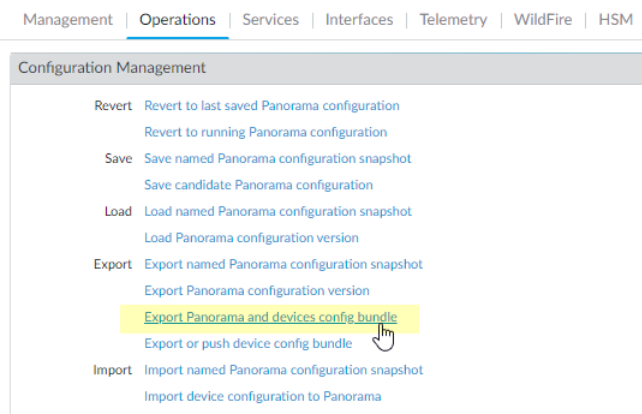 Management | Operations | Services | Interfaces | Telemetry | WildFire | HSM
Configuration Management
Revert Revert to last saved Panorama configuration
Revert to running Panorama configuration
Save Save named Panorama configuration snapshot
Save candidate Panorama configuration
Load Load named Panorama configuration snapshot
Load Panorama configuration version
Export Export named Panorama configuration snapshot
Export Panorama configuration version
Export Panorama and devices config bundle
Export or push device config bundle
Import Import named Panorama configuration snapshot
Import device configuration to Panorama